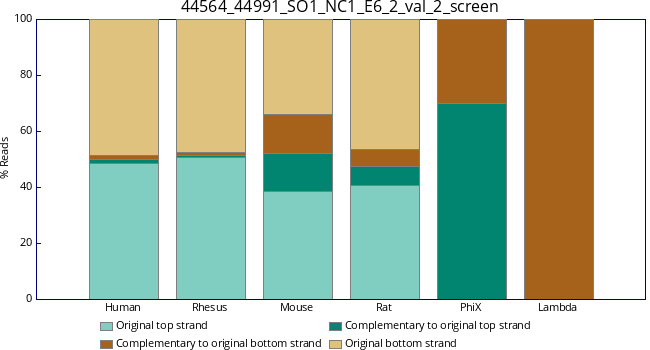 44564_44991_SO1_NC1_E6_2_val_2_screen
100
80
60
40
20
0
% Reads
Human Rhesus Mouse Rat PhiX Lambda
Original top strand Complementary to original top strand
Complementary to original bottom strand Original bottom strand